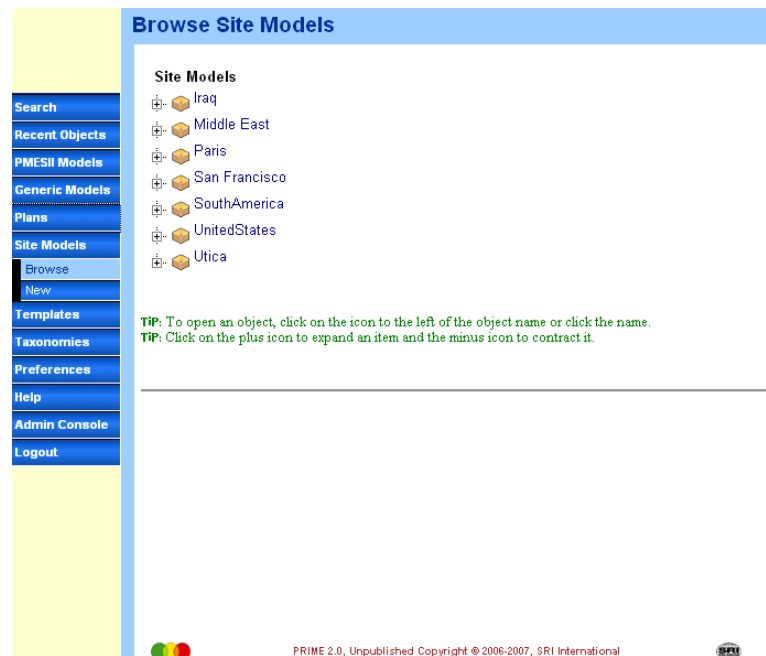 Browse Site Models
Site Models
Iraq
Middle East
Paris
San Francisco
SouthAmerica
UnitedStates
Utica
TiP: To open an object, click on the icon to the left of the object name or click the name.
TiP: Click on the plus icon to expand an item and the minus icon to contract it.
Search
Recent Objects
PMESII Models
Generic Models
Plans
Site Models
Browse
New
Templates
Taxonomies
Preferences
Help
Admin Console
Logout
PRIME 2.0, Unpublished Copyright © 2006-2007, SRI International
SRI